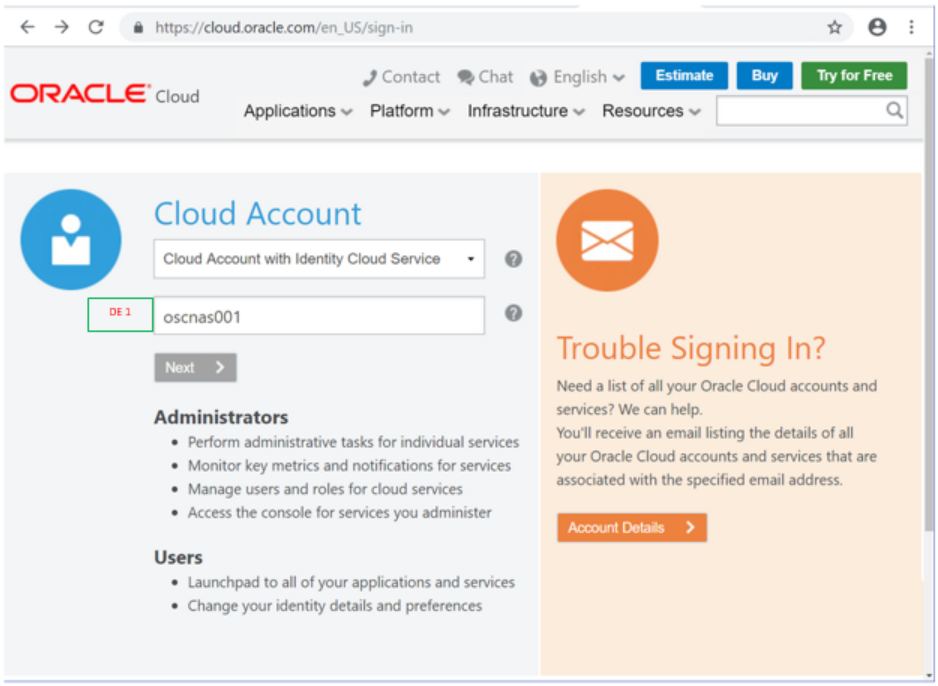 https://cloud.oracle.com/en_US/sign-in
Contact Chat English Estimate Buy Try for Free
ORACLE Cloud
Applications Platform Infrastructure Resources
Cloud Account
Cloud Account with Identity Cloud Service
?
DE 1
oscnas001
?
Next
Administrators
• Perform administrative tasks for individual services
• Monitor key metrics and notifications for services
• Manage users and roles for cloud services
• Access the console for services you administer
Users
• Launchpad to all of your applications and services
• Change your identity details and preferences
Trouble Signing In?
Need a list of all your Oracle Cloud accounts and
services? We can help.
You'll receive an email listing the details of all
your Oracle Cloud accounts and services that are
associated with the specified email address.
Account Details